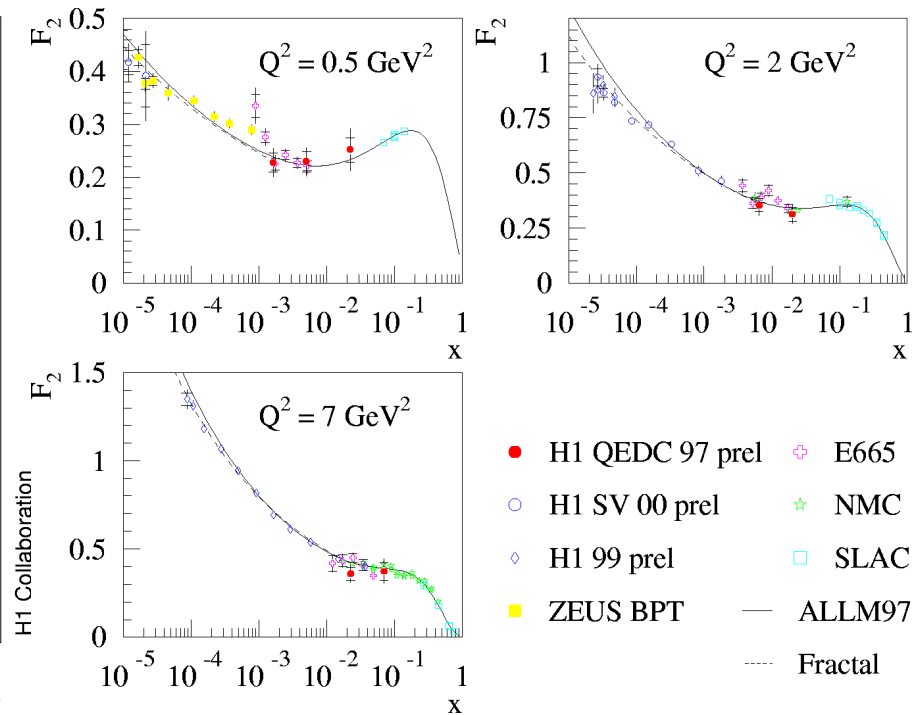 F₂
0.5
0.4
0.3
0.2
0.1
0
Q² = 0.5 GeV²
10⁻⁵ 10⁻⁴ 10⁻³ 10⁻² 10⁻¹ 1
x
F₂
1
0.75
0.5
0.25
0
Q² = 2 GeV²
10⁻⁵ 10⁻⁴ 10⁻³ 10⁻² 10⁻¹ 1
x
F₂
1.5
1
0.5
0
Q² = 7 GeV²
10⁻⁵ 10⁻⁴ 10⁻³ 10⁻² 10⁻¹ 1
x
H1 Collaboration
H1 QEDC 97 prel
H1 SV 00 prel
H1 99 prel
ZEUS BPT
E665
NMC
SLAC
ALLM97
Fractal